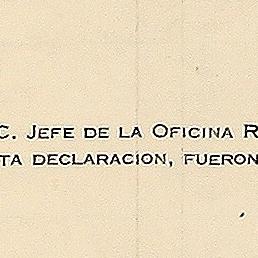 C. JEFE DE LA OFICINA R
TA DECLARACION, FUERON